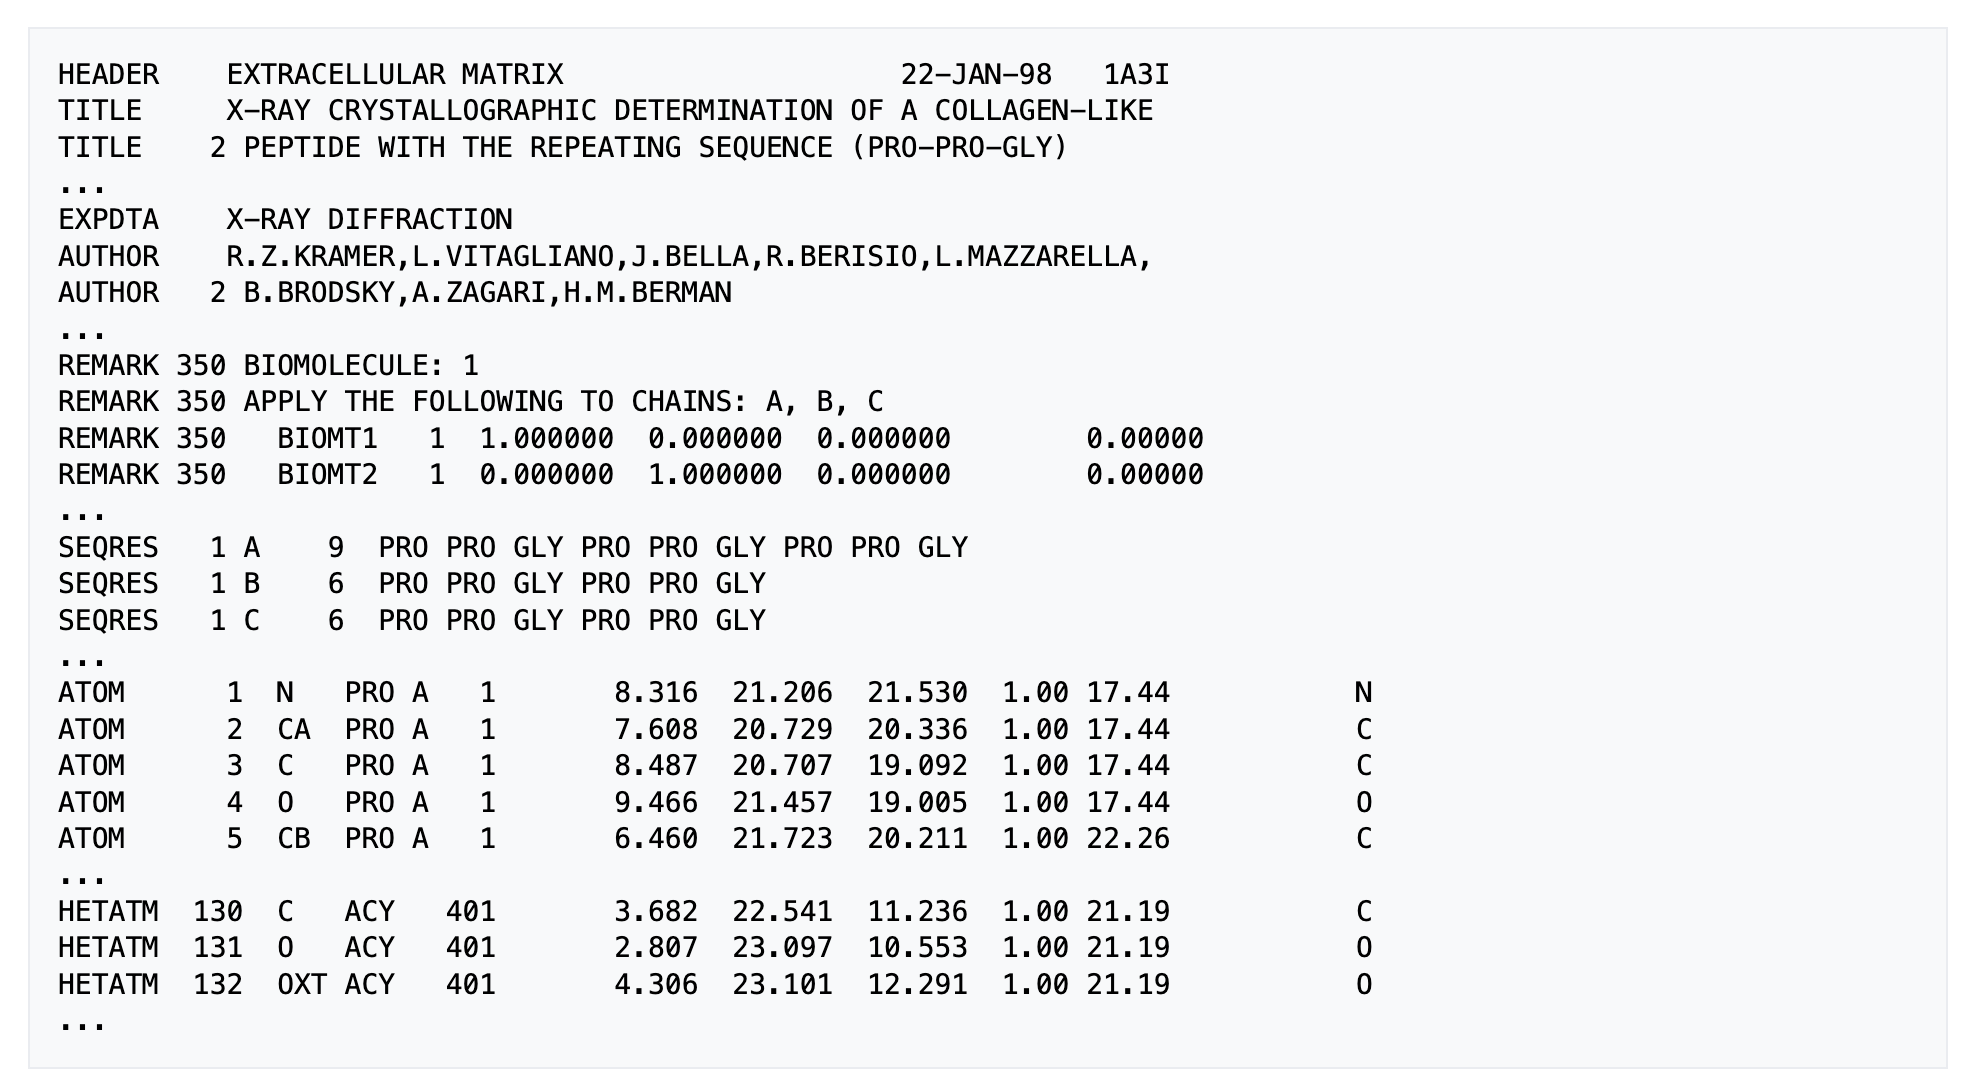 HEADER    EXTRACELLULAR MATRIX                    22-JAN-98   1A3I
TITLE     X-RAY CRYSTALLOGRAPHIC DETERMINATION OF A COLLAGEN-LIKE
TITLE    2 PEPTIDE WITH THE REPEATING SEQUENCE (PRO-PRO-GLY)
...
EXPDTA    X-RAY DIFFRACTION
AUTHOR    R.Z.KRAMER,L.VITAGLIANO,J.BELLA,R.BERISIO,L.MAZZARELLA,
AUTHOR   2 B.BRODSKY,A.ZAGARI,H.M.BERMAN
...
REMARK 350 BIOMOLECULE: 1
REMARK 350 APPLY THE FOLLOWING TO CHAINS: A, B, C
REMARK 350   BIOMT1   1  1.000000  0.000000  0.000000        0.00000
REMARK 350   BIOMT2   1  0.000000  1.000000  0.000000        0.00000
...
SEQRES   1 A    9  PRO PRO GLY PRO PRO GLY PRO PRO GLY
SEQRES   1 B    6  PRO PRO GLY PRO PRO GLY
SEQRES   1 C    6  PRO PRO GLY PRO PRO GLY
...
ATOM      1  N   PRO A   1       8.316  21.206  21.530  1.00 17.44           N
ATOM      2  CA  PRO A   1       7.608  20.729  20.336  1.00 17.44           C
ATOM      3  C   PRO A   1       8.487  20.707  19.092  1.00 17.44           C
ATOM      4  O   PRO A   1       9.466  21.457  19.005  1.00 17.44           O
ATOM      5  CB  PRO A   1       6.460  21.723  20.211  1.00 22.26           C
...
HETATM  130  C   ACY   401       3.682  22.541  11.236  1.00 21.19           C
HETATM  131  O   ACY   401       2.807  23.097  10.553  1.00 21.19           O
HETATM  132  OXT ACY   401       4.306  23.101  12.291  1.00 21.19           O
...